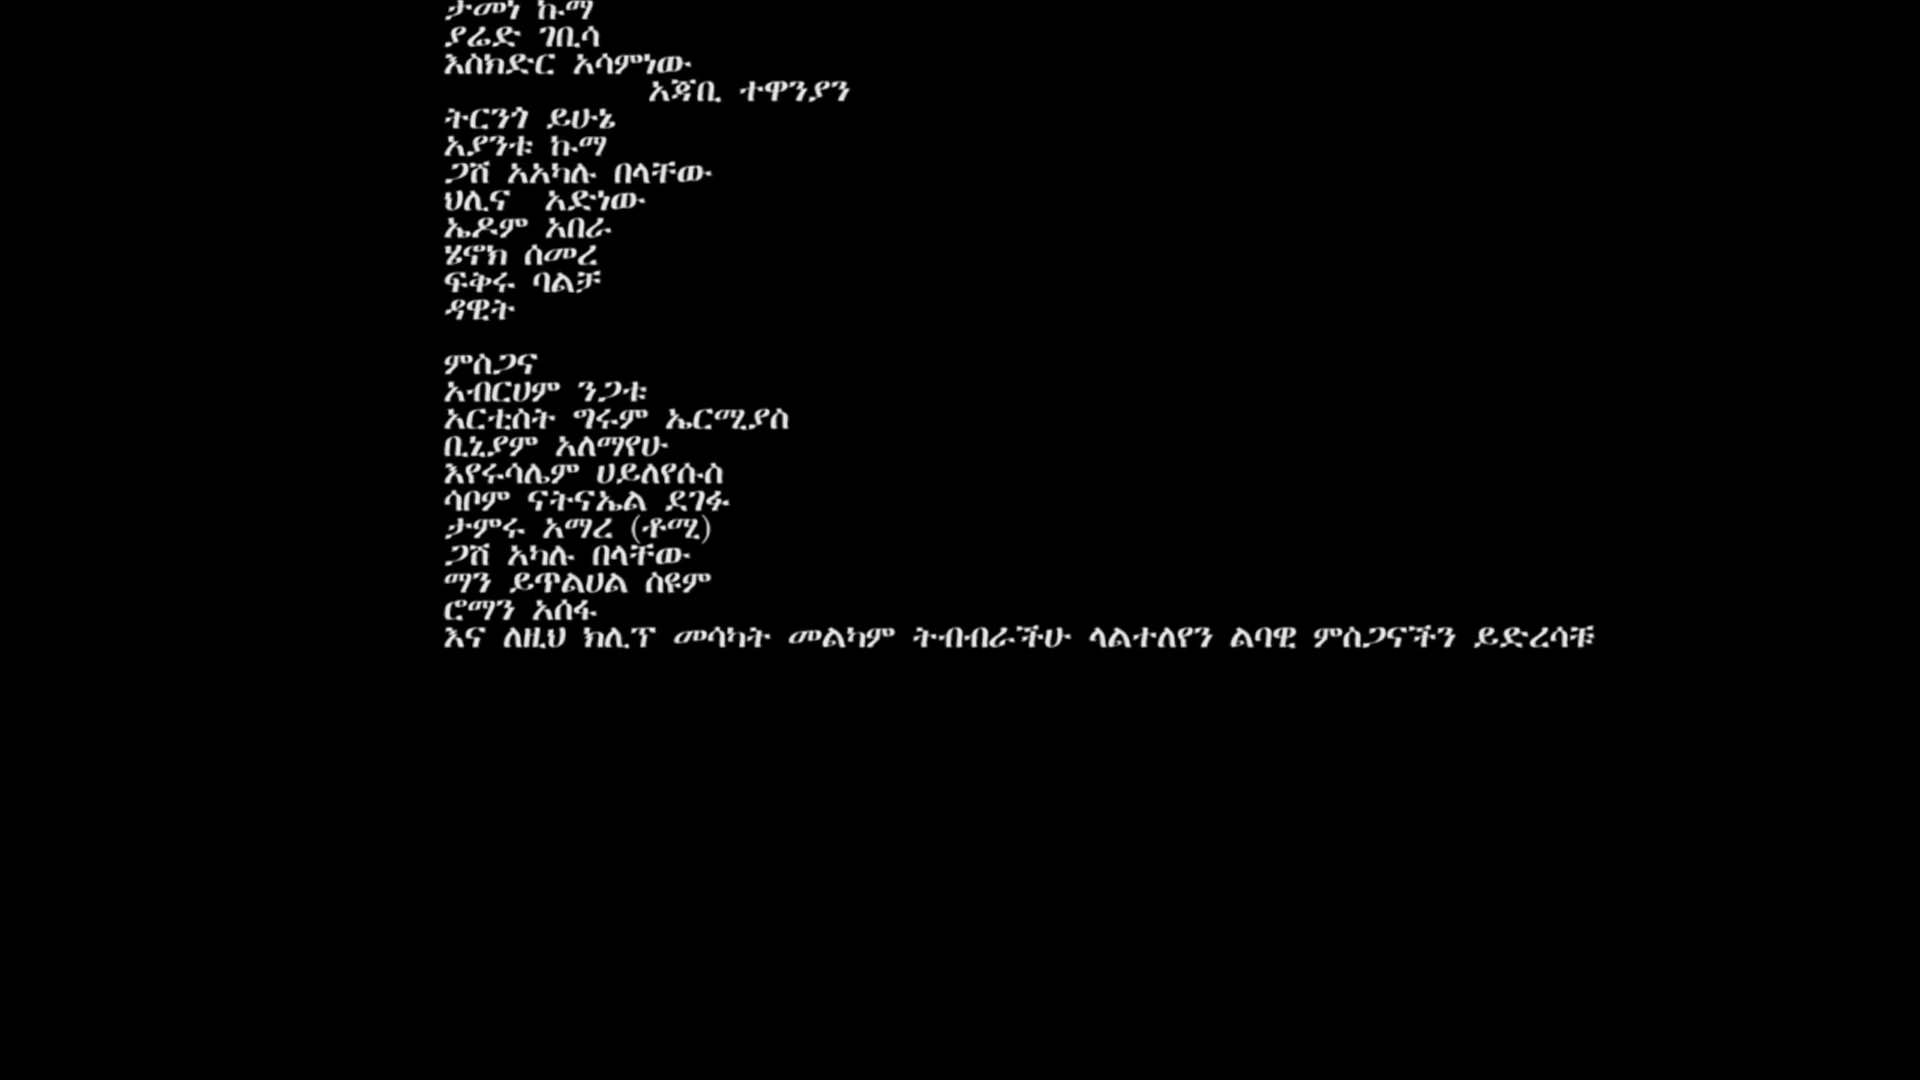 ታመነ ኩማ
ያሬድ ገቢሳ
እስክድር አሳምነው
አጃቢ ተዋንያን
ትርንጎ ይሁኔ
አያንቱ ኩማ
ጋሽ አአካሉ በላቸው
ህሊና አድነው
ኤዶም አበራ
ሄኖክ ሰመረ
ፍቅሩ ባልቻ
ዳዊት
ምስጋና
አብርሀም ንጋቱ
አርቲስት ግሩም ኤርሚያስ
ቢኒያም አለማየሁ
እየሩሳሌም ሀይለየሱስ
ሳቦም ናትናኤል ደገፉ
ታምሩ አማረ (ቶሚ)
ጋሽ አካሉ በላቸው
ማን ይጥልሀል ስዩም
ሮማን አሰፋ
እና ለዚህ ክሊፕ መሳካት መልካም ትብብራችሁ ላልተለየን ልባዊ ምስጋናችን ይድረሳቹ